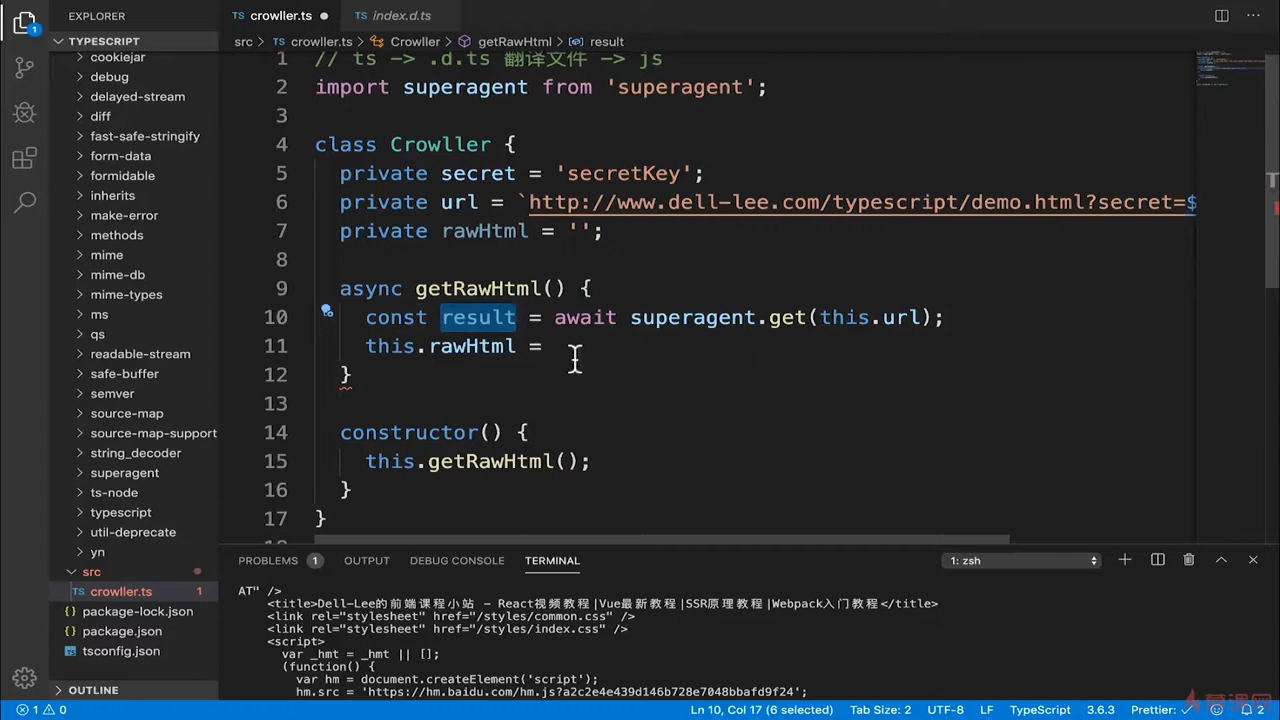 EXPLORER
TS crowller.ts
TS index.d.ts
TYPESCRIPT
src > TS crowller.ts > Crowller > getRawHtml > result
cookiejar
debug
delayed-stream
diff
fast-safe-stringify
form-data
formidable
inherits
make-error
methods
mime
mime-db
mime-types
ms
qs
readable-stream
safe-buffer
semver
source-map
source-map-support
string_decoder
superagent
ts-node
typescript
util-deprecate
yn
src
TS crowller.ts 1
package-lock.json
package.json
tsconfig.json
OUTLINE
1 // ts -> .d.ts 翻译文件 -> js
2 import superagent from 'superagent';
3
4 class Crowller {
5 private secret = 'secretKey';
6 private url = `http://www.dell-lee.com/typescript/demo.html?secret=$
7 private rawHtml = '';
8
9 async getRawHtml() {
10 const result = await superagent.get(this.url);
11 this.rawHtml =
12 }
13
14 constructor() {
15 this.getRawHtml();
16 }
17 }
PROBLEMS 1 OUTPUT DEBUG CONSOLE TERMINAL 1: zsh
AT" />
<title>Dell-Lee的前端课程小站 - React视频教程|Vue最新教程|SSR原理教程|Webpack入门教程</title>
<link rel="stylesheet" href="/styles/common.css" />
<link rel="stylesheet" href="/styles/index.css" />
<script>
var _hmt = _hmt || [];
(function() {
var hm = document.createElement('script');
hm.src = 'https://hm.baidu.com/hm.js?a2c2e4e439d146b728e7048bbafd9f24';
1 0 Ln 10, Col 17 (6 selected) Tab Size: 2 UTF-8 LF TypeScript 3.6.3 Prettier: ✓ 2
慕课网